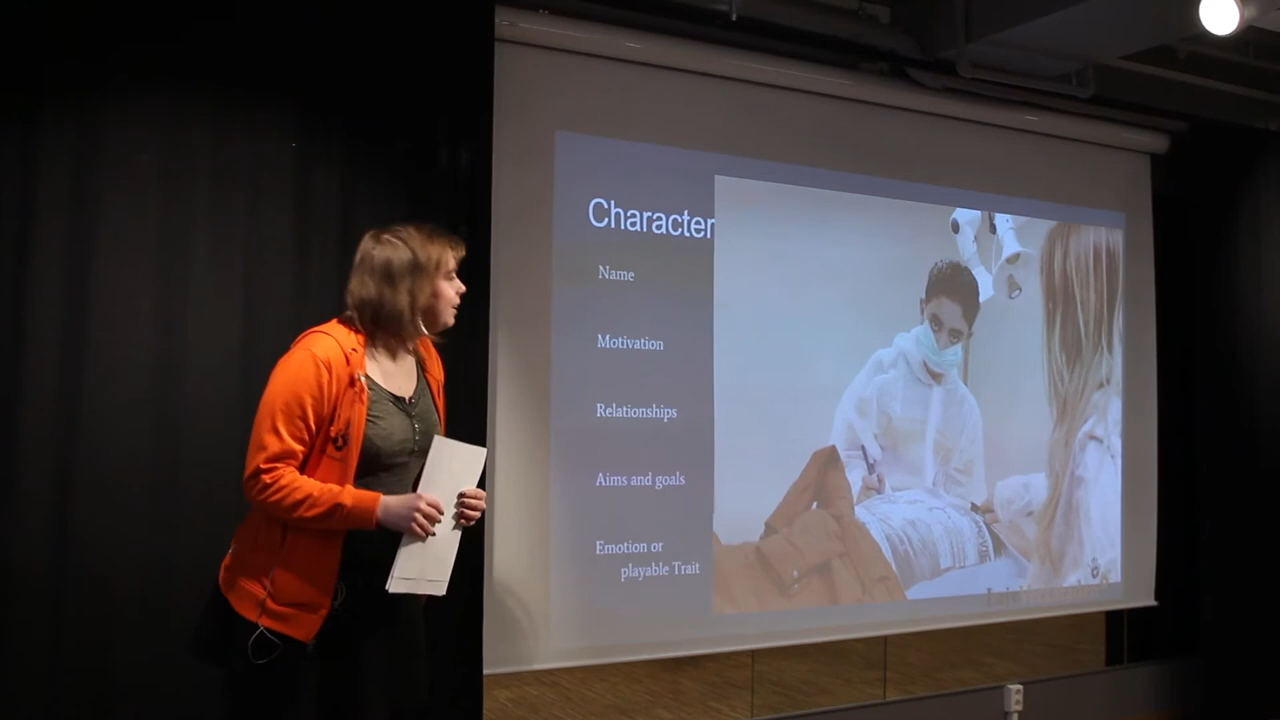 Character
Name
Motivation
Relationships
Aims and goals
Emotion or
playable Trait